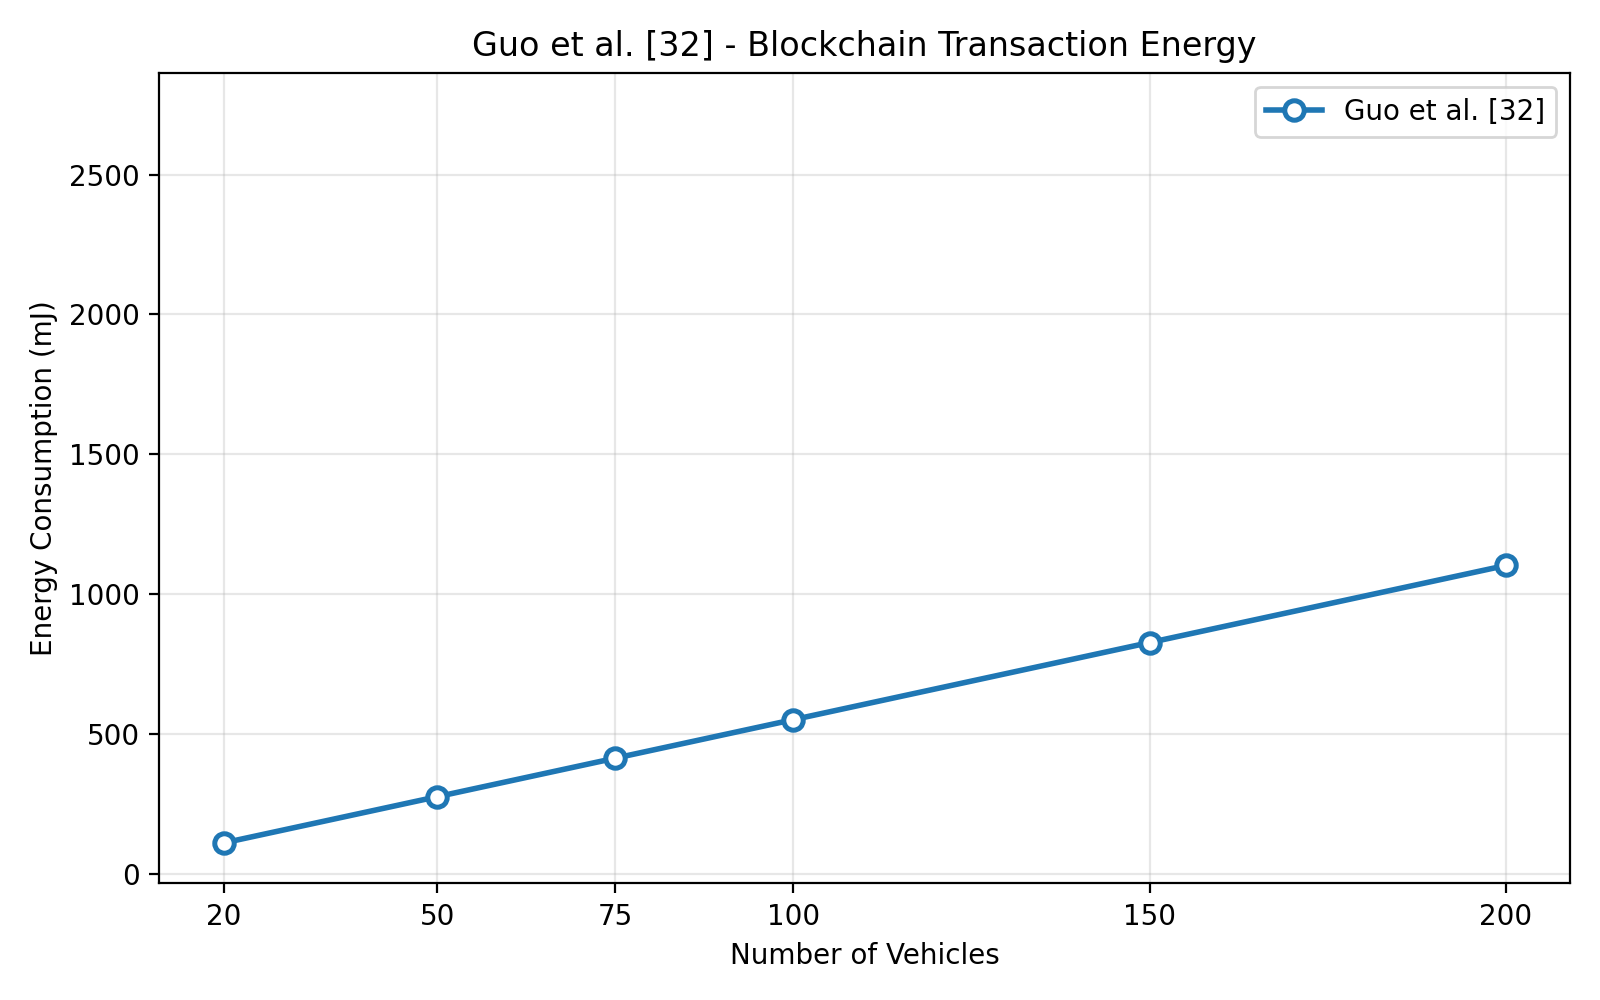 Guo et al. [32] - Blockchain Transaction Energy
Guo et al. [32]
Energy Consumption (mJ)
2500
2000
1500
1000
500
0
20 50 75 100 150 200
Number of Vehicles